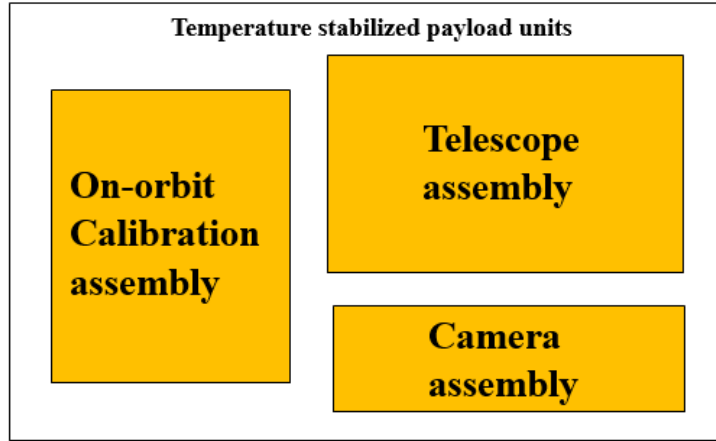 Temperature stabilized payload units
On-orbit
Calibration
assembly
Telescope
assembly
Camera
assembly